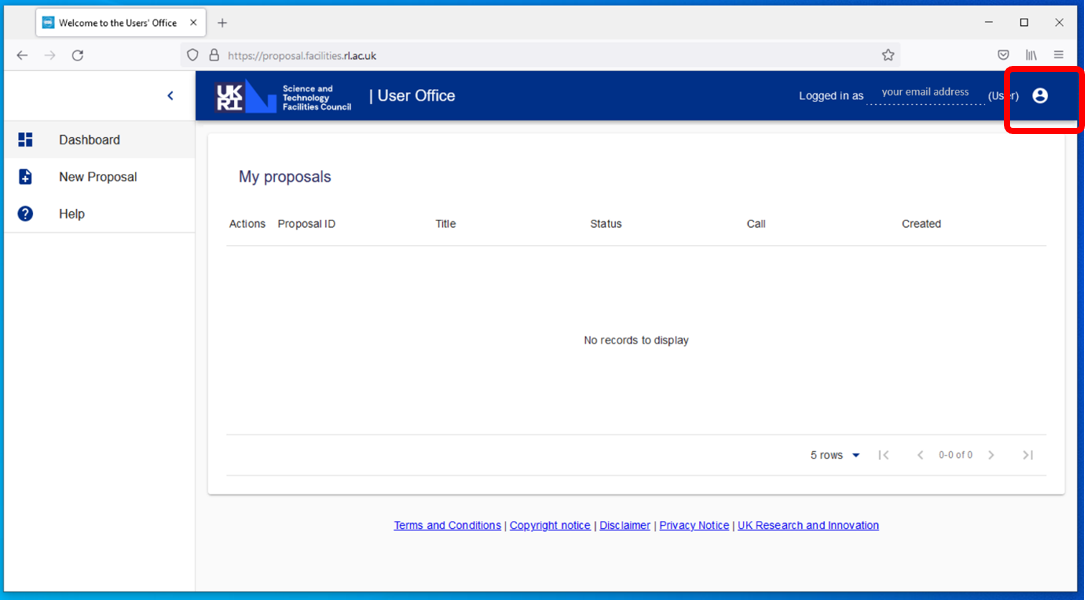 Welcome to the Users' Office
https://proposal.facilities.rl.ac.uk
UK
RI
Science and
Technology
Facilities Council
| User Office
Logged in as your email address (User)
Dashboard
New Proposal
Help
My proposals
Actions Proposal ID Title Status Call Created
No records to display
5 rows 0-0 of 0
Terms and Conditions | Copyright notice | Disclaimer | Privacy Notice | UK Research and Innovation